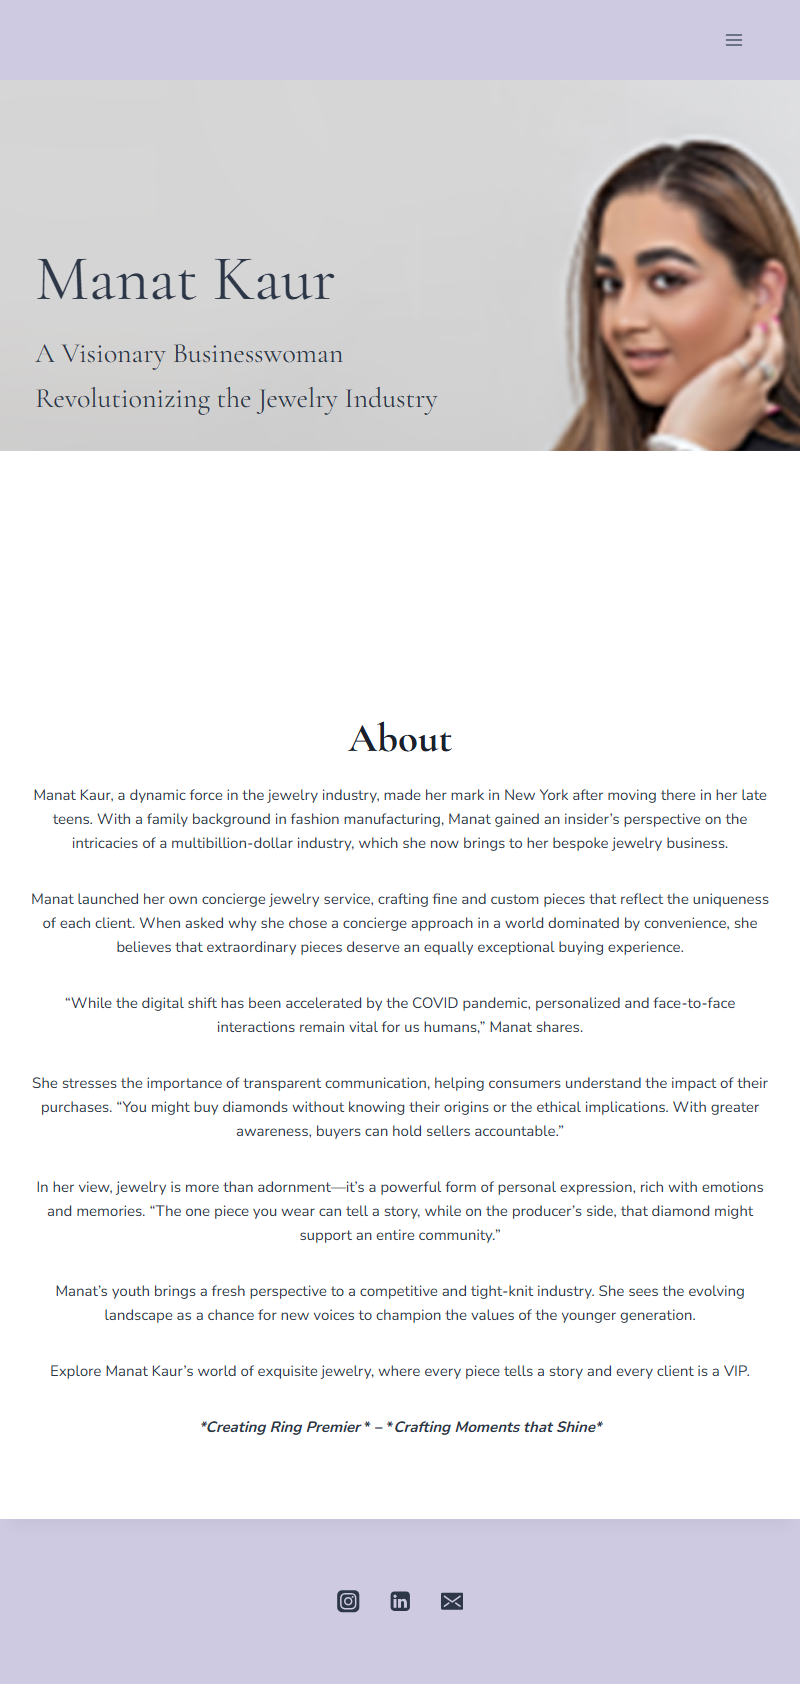 Manat Kaur
A Visionary Businesswoman
Revolutionizing the Jewelry Industry
About
Manat Kaur, a dynamic force in the jewelry industry, made her mark in New York after moving there in her late
teens. With a family background in fashion manufacturing, Manat gained an insider’s perspective on the
intricacies of a multibillion-dollar industry, which she now brings to her bespoke jewelry business.
Manat launched her own concierge jewelry service, crafting fine and custom pieces that reflect the uniqueness
of each client. When asked why she chose a concierge approach in a world dominated by convenience, she
believes that extraordinary pieces deserve an equally exceptional buying experience.
“While the digital shift has been accelerated by the COVID pandemic, personalized and face-to-face
interactions remain vital for us humans,” Manat shares.
She stresses the importance of transparent communication, helping consumers understand the impact of their
purchases. “You might buy diamonds without knowing their origins or the ethical implications. With greater
awareness, buyers can hold sellers accountable.”
In her view, jewelry is more than adornment—it’s a powerful form of personal expression, rich with emotions
and memories. “The one piece you wear can tell a story, while on the producer’s side, that diamond might
support an entire community.”
Manat’s youth brings a fresh perspective to a competitive and tight-knit industry. She sees the evolving
landscape as a chance for new voices to champion the values of the younger generation.
Explore Manat Kaur’s world of exquisite jewelry, where every piece tells a story and every client is a VIP.
*Creating Ring Premier * – *Crafting Moments that Shine*